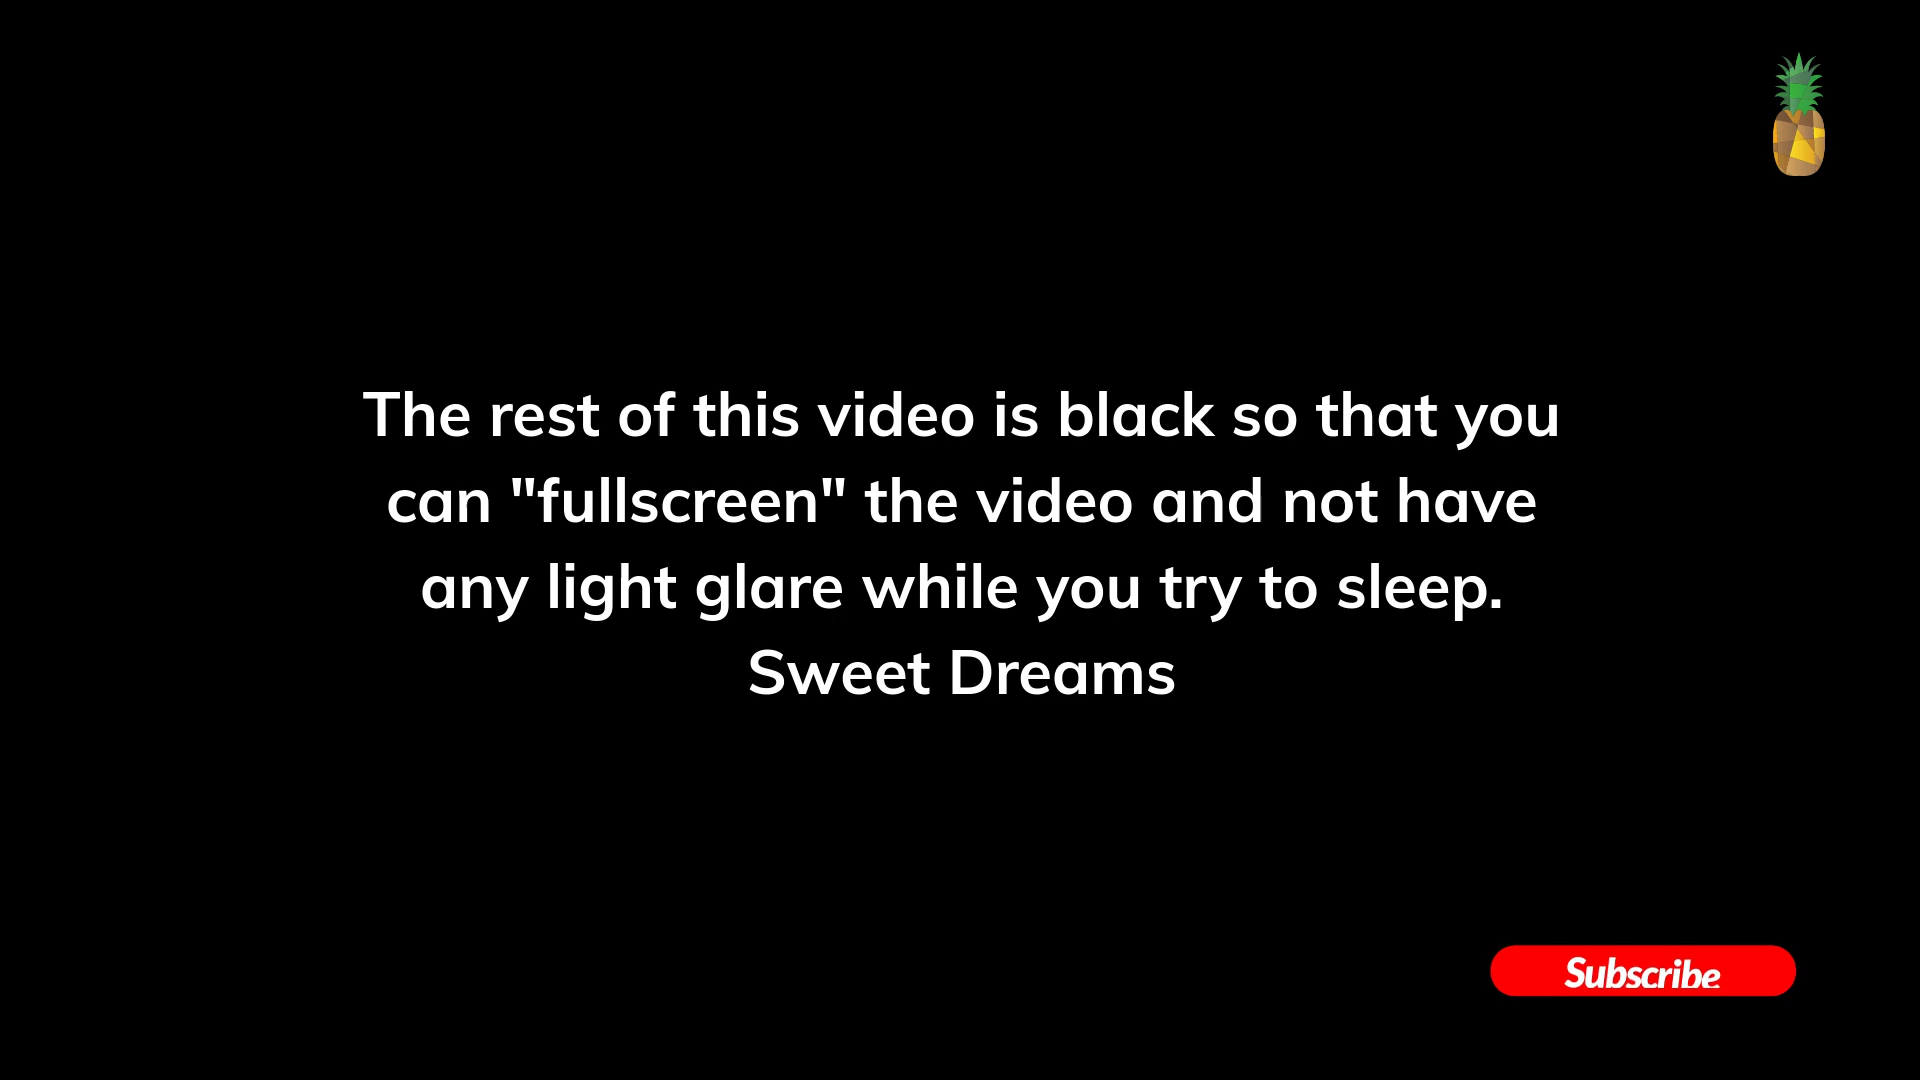 The rest of this video is black so that you
can "fullscreen" the video and not have
any light glare while you try to sleep.
Sweet Dreams
Subscribe